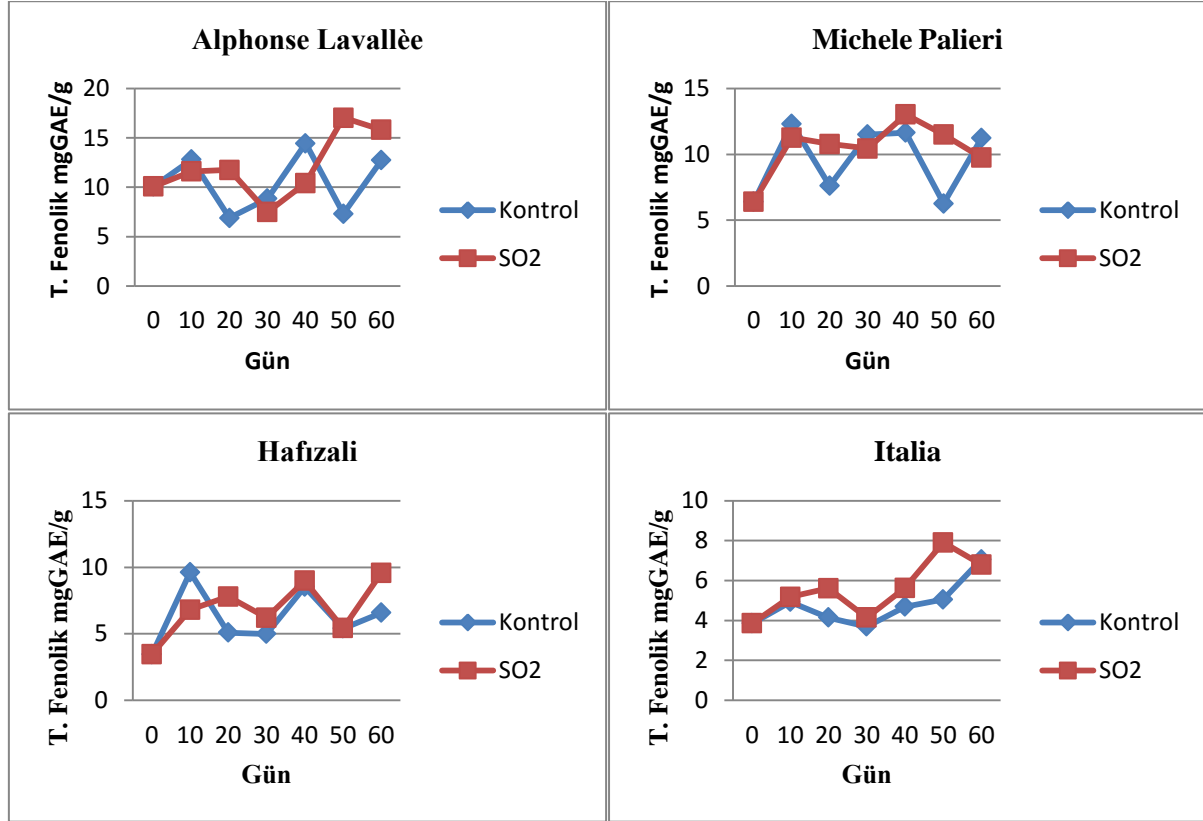 Alphonse Lavallèe
T. Fenolik mgGAE/g
20
15
10
5
0
0 10 20 30 40 50 60
Gün
Kontrol
SO2
Michele Palieri
T. Fenolik mgGAE/g
15
10
5
0
0 10 20 30 40 50 60
Gün
Kontrol
SO2
Hafızali
T. Fenolik mgGAE/g
15
10
5
0
0 10 20 30 40 50 60
Gün
Kontrol
SO2
Italia
T. Fenolik mgGAE/g
10
8
6
4
2
0
0 10 20 30 40 50 60
Gün
Kontrol
SO2